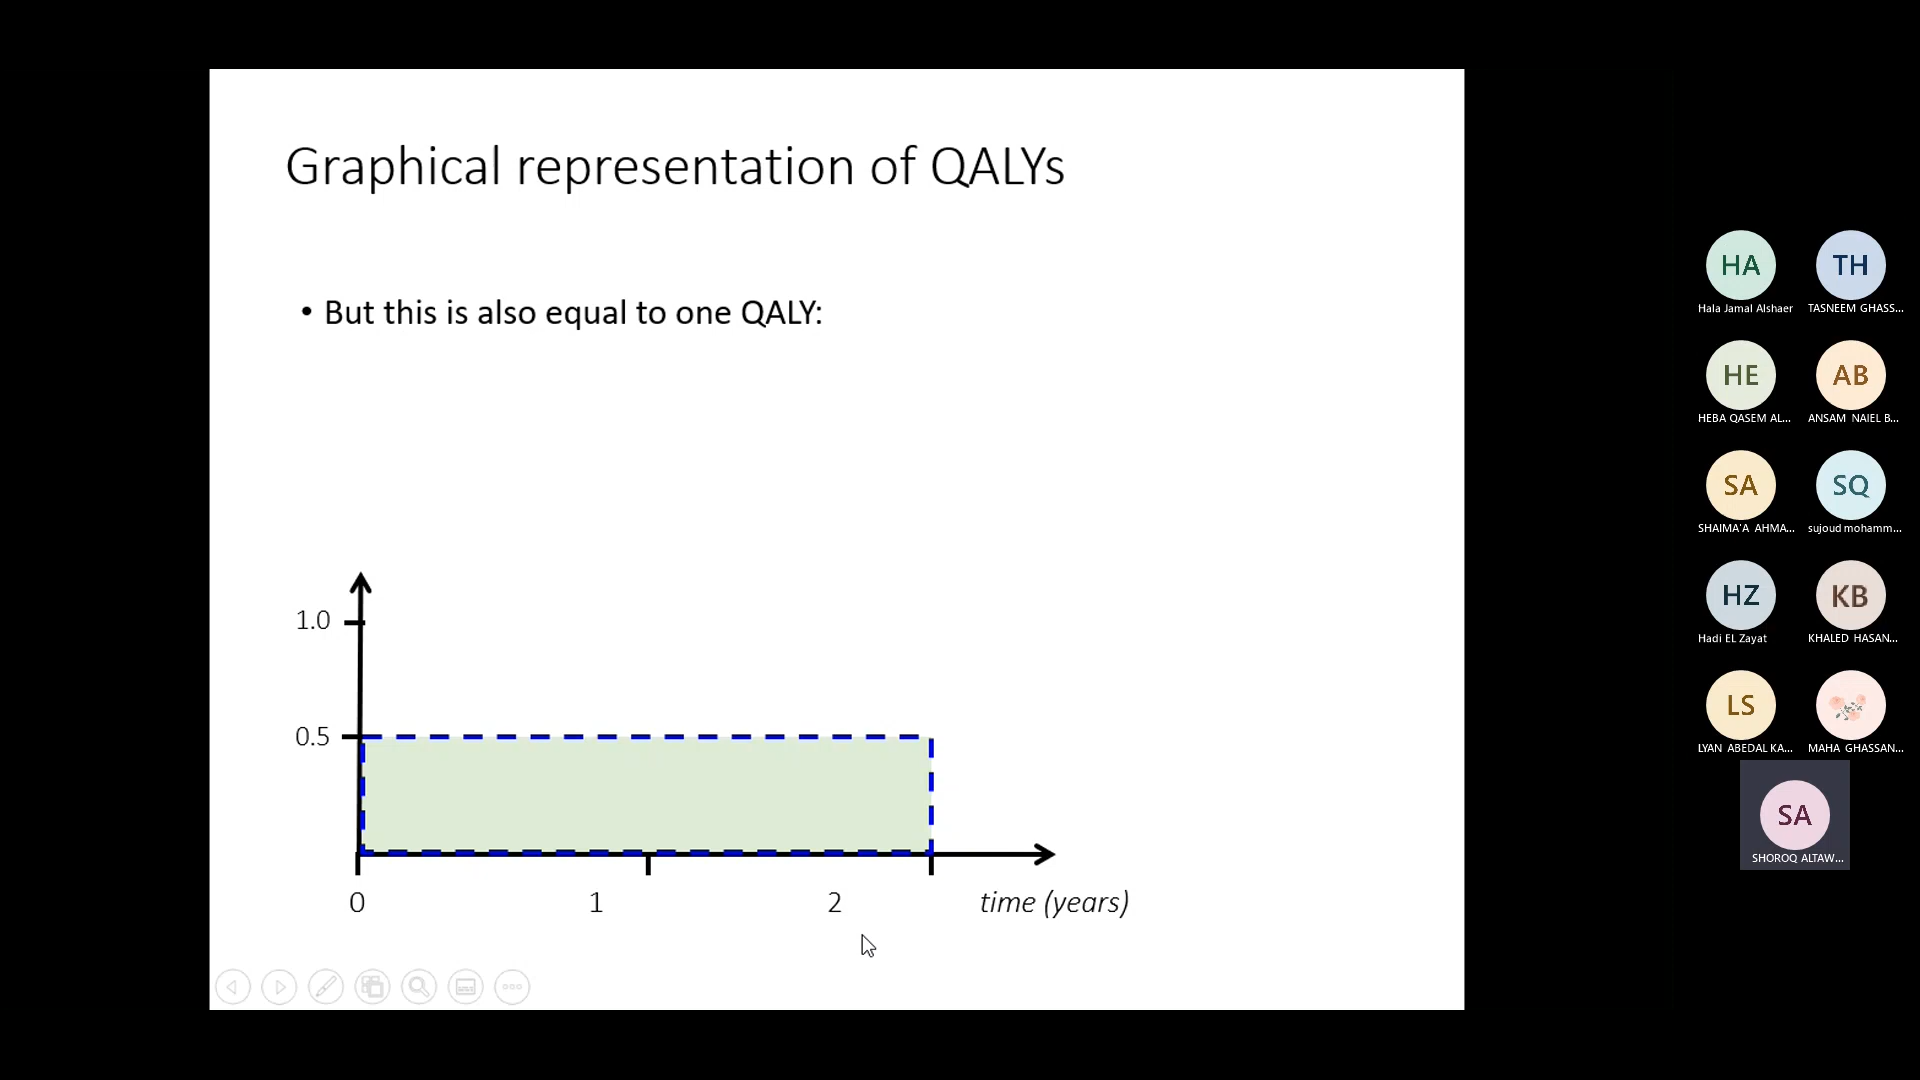 Graphical representation of QALYs
• But this is also equal to one QALY:
1.0
0.5
0 1 2 time (years)
HA TH
Hala Jamal Alshaer TASNEEM GHASS...
HE AB
HEBA QASEM AL... ANSAM NAIEL B...
SA SQ
SHAIMA'A AHMA... sujoud mohamm...
HZ KB
Hadi EL Zayat KHALED HASAN...
LS
LYAN ABEDAL KA... MAHA GHASSAN...
SA
SHOROQ ALTAW...